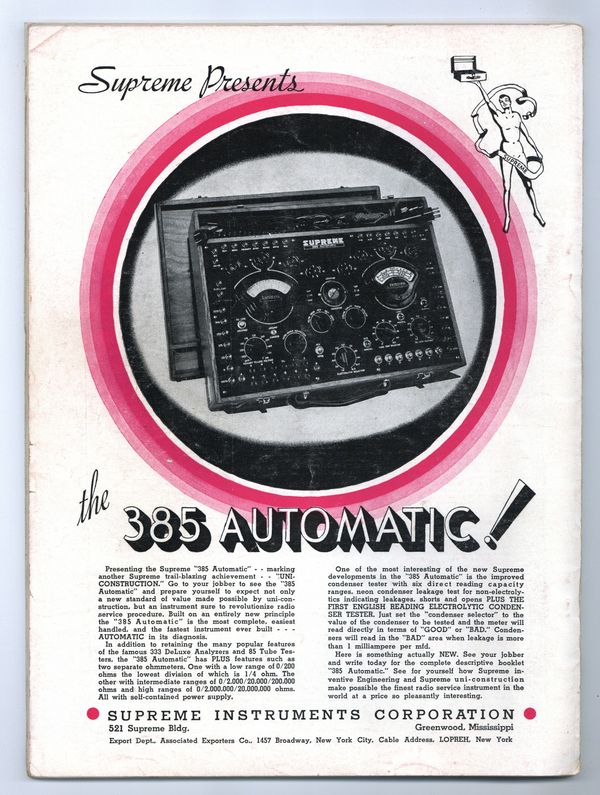 Supreme Presents
SUPREME
SUPREME
the
385 AUTOMATIC!
Presenting the Supreme "385 Automatic" - - marking
another Supreme trail-blazing achievement - - "UNI-
CONSTRUCTION." Go to your jobber to see the "385
Automatic" and prepare yourself to expect not only
a new standard of value made possible by uni-con-
struction, but an instrument sure to revolutionize radio
service procedure. Built on an entirely new principle
the "385 Automatic" is the most complete, easiest
handled, and the fastest instrument ever built - - -
AUTOMATIC in its diagnosis.
In addition to retaining the many popular features
of the famous 333 DeLuxe Analyzers and 85 Tube Tes-
ters, the "385 Automatic" has PLUS features such as
two separate ohmmeters. One with a low range of 0/200
ohms the lowest division of which is 1/4 ohm. The
other with intermediate ranges of 0/2,000/20,000/200,000
ohms and high ranges of 0/2,000,000/20,000,000 ohms.
All with self-contained power supply.
One of the most interesting of the new Supreme
developments in the "385 Automatic" is the improved
condenser tester with six direct reading capacity
ranges, neon condenser leakage test for non-electroly-
tics indicating leakages, shorts and opens PLUS THE
FIRST ENGLISH READING ELECTROLYTIC CONDEN-
SER TESTER. Just set the "condenser selector" to the
value of the condenser to be tested and the meter will
read directly in terms of "GOOD" or "BAD." Conden-
sers will read in the "BAD" area when leakage is more
than 1 milliampere per mfd.
Here is something actually NEW. See your jobber
and write today for the complete descriptive booklet
"385 Automatic." See for yourself how Supreme in-
ventive Engineering and Supreme uni-construction
make possible the finest radio service instrument in the
world at a price so pleasantly interesting.
SUPREME INSTRUMENTS CORPORATION
521 Supreme Bldg. Greenwood, Mississippi
Export Dept., Associated Exporters Co., 1457 Broadway, New York City, Cable Address, LOPREH, New York